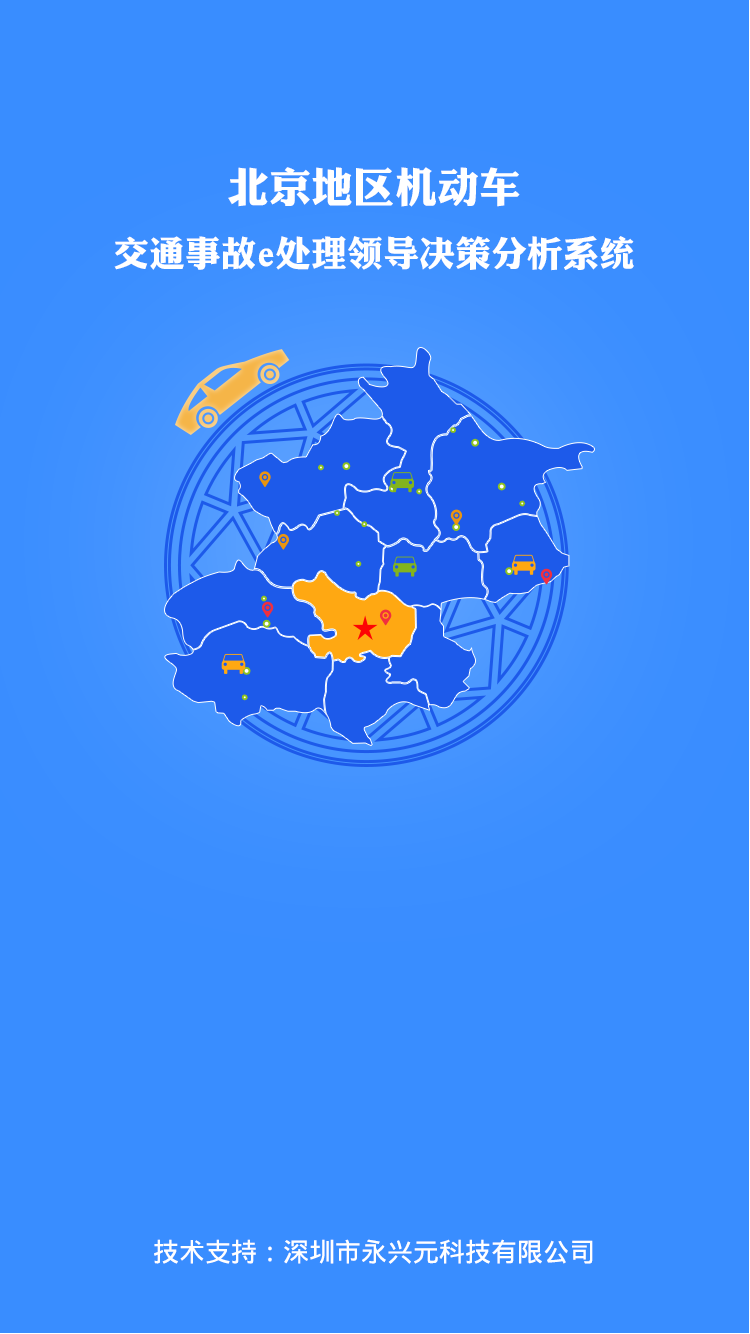 北京地区机动车
交通事故e处理领导决策分析系统
技术支持：深圳市永兴元科技有限公司